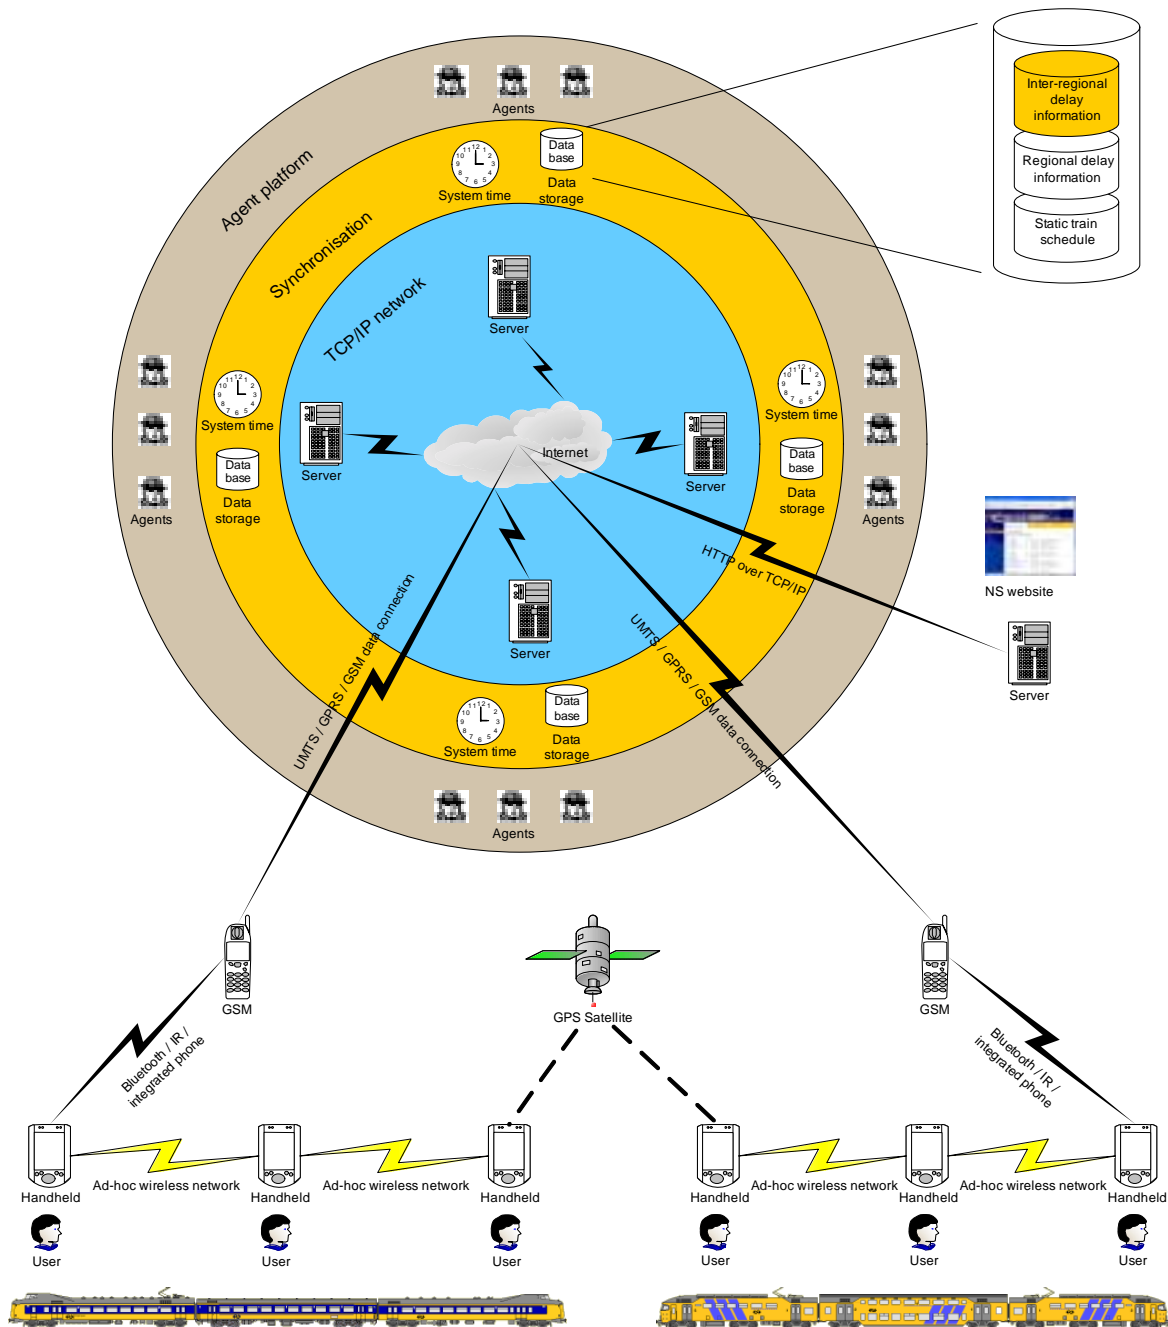 Inter-regional
delay
information
Regional delay
information
Static train
schedule
Agents
Agent platform
Data
base
System time
Data
storage
Synchronisation
TCP/IP network
Server
System time
Data
base
Data
storage
Agents
Server
Internet
Server
System time
Data
base
Data
storage
Agents
HTTP over TCP/IP
NS website
Server
Server
UMTS / GPRS / GSM data connection
UMTS / GPRS / GSM data connection
System time
Data
base
Data
storage
Agents
GSM
GPS Satellite
GSM
Bluetooth / IR /
integrated phone
Bluetooth / IR /
integrated phone
Handheld
Ad-hoc wireless network
Handheld
Ad-hoc wireless network
Handheld
Handheld
Ad-hoc wireless network
Handheld
Ad-hoc wireless network
Handheld
User
User
User
User
User
User